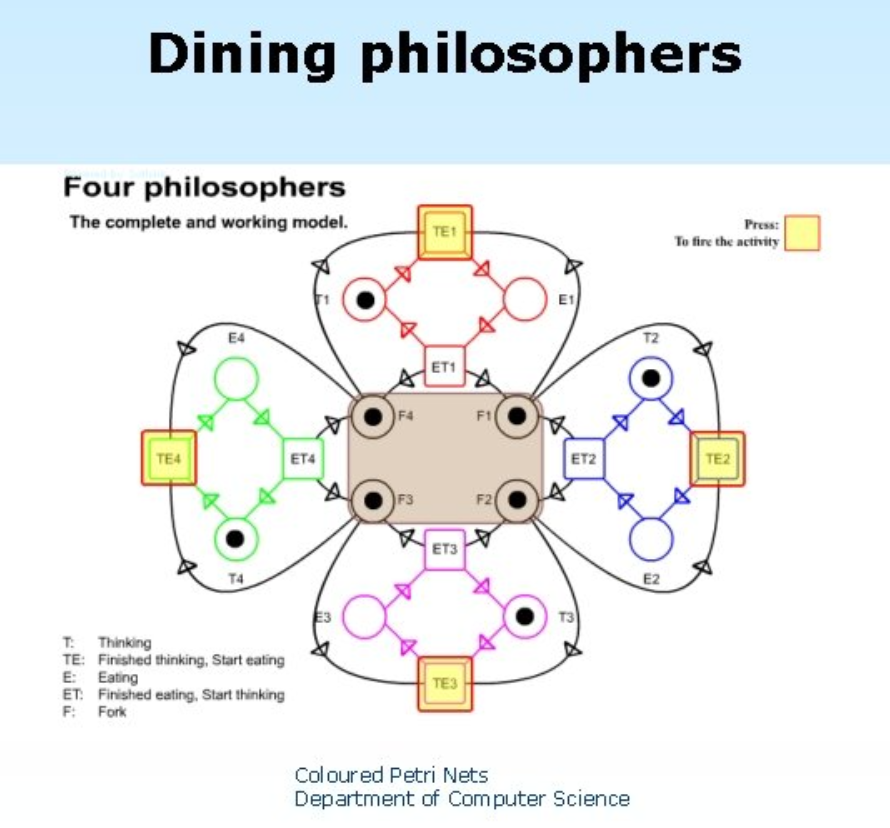 Dining philosophers
Four philosophers
The complete and working model.
Press:
To fire the activity
TE1
T1
E1
ET1
E4
T2
F4
F1
TE4
ET4
ET2
TE2
F3
F2
ET3
T4
E2
E3
T3
TE3
T: Thinking
TE: Finished thinking, Start eating
E: Eating
ET: Finished eating, Start thinking
F: Fork
Coloured Petri Nets
Department of Computer Science